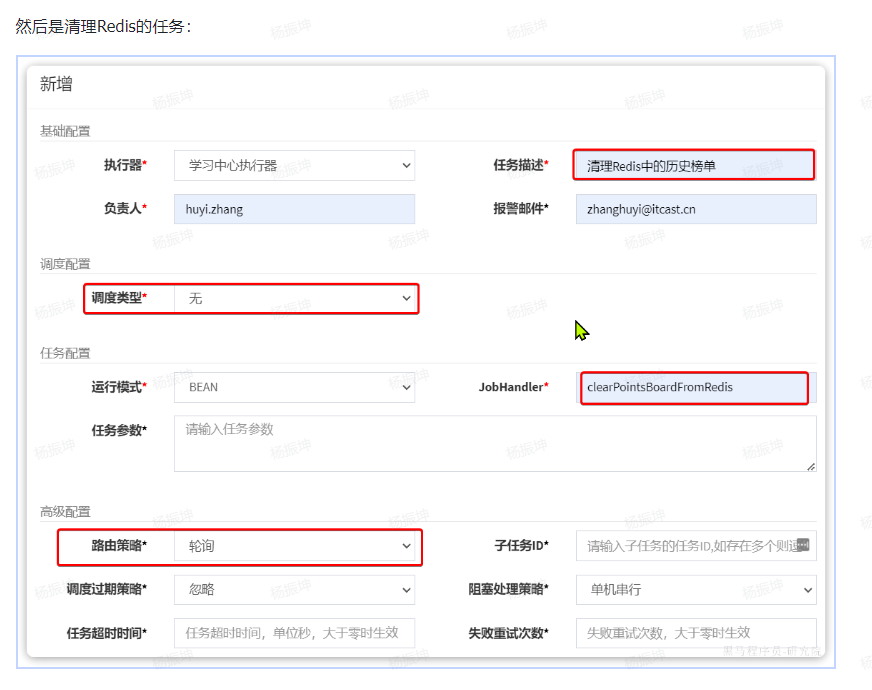 然后是清理Redis的任务：
新增
基础配置
执行器* 学习中心执行器 任务描述* 清理Redis中的历史榜单
负责人* huyi.zhang 报警邮件* zhanghuyi@itcast.cn
调度配置
调度类型* 无
任务配置
运行模式* BEAN JobHandler* clearPointsBoardFromRedis
任务参数* 请输入任务参数
高级配置
路由策略* 轮询 子任务ID* 请输入子任务的任务ID,如存在多个则逗
调度过期策略* 忽略 阻塞处理策略* 单机串行
任务超时时间* 任务超时时间，单位秒，大于零时生效 失败重试次数* 失败重试次数，大于零时生效
黑马程序员-研究院
杨振坤